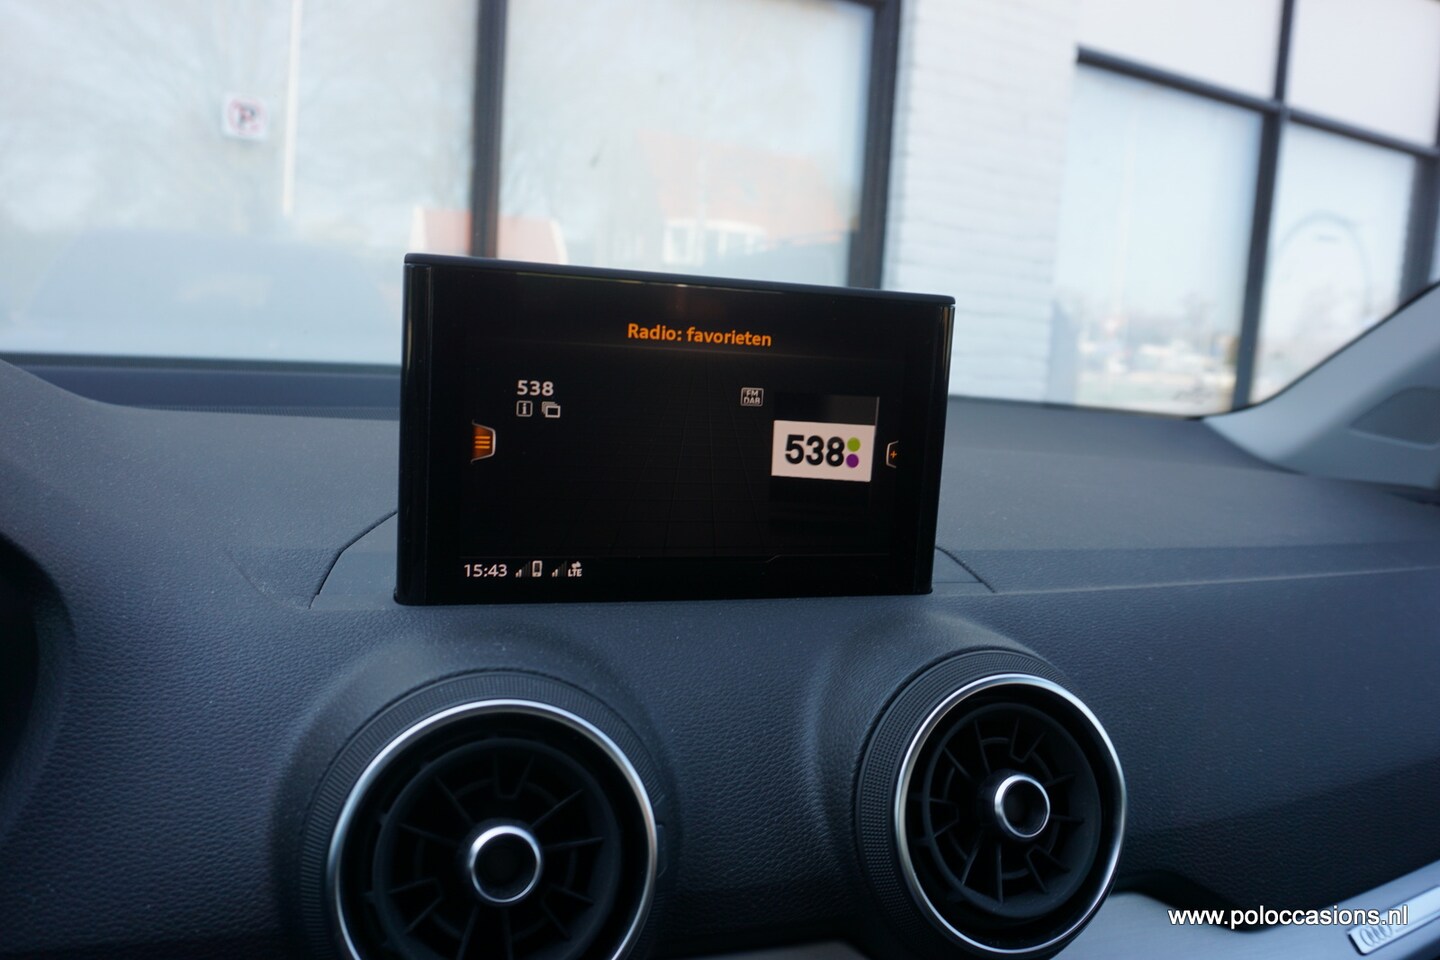 Radio: favorieten
538
FM
DAB
538
15:43
LTE
www.poloccasions.nl